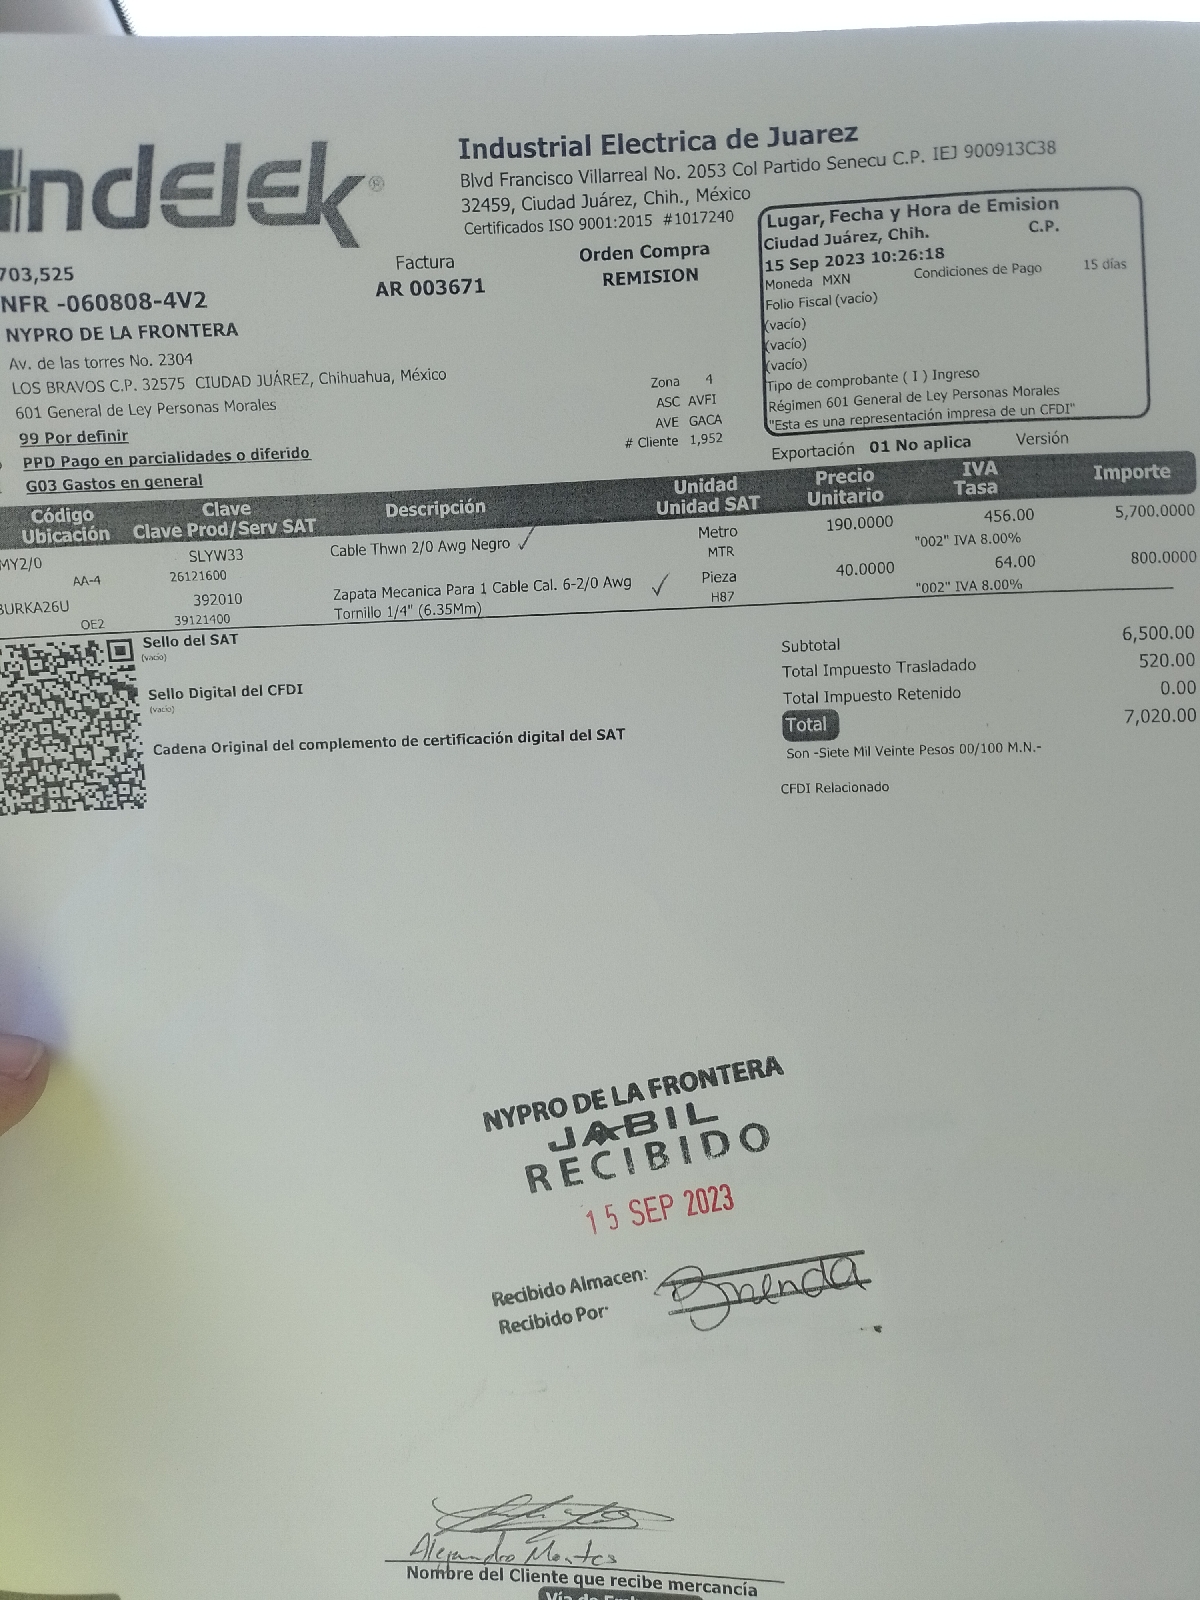 Indelek®
Industrial Electrica de Juarez
Blvd Francisco Villarreal No. 2053 Col Partido Senecu C.P. IEJ 900913C38
32459, Ciudad Juárez, Chih., México
Certificados ISO 9001:2015 #1017240
Factura
AR 003671
Orden Compra
REMISION
Lugar, Fecha y Hora de Emision
Ciudad Juárez, Chih. C.P.
15 Sep 2023 10:26:18
Moneda MXN Condiciones de Pago 15 días
Folio Fiscal (vacío)
(vacío)
(vacío)
(vacío)
Tipo de comprobante ( I ) Ingreso
Régimen 601 General de Ley Personas Morales
"Esta es una representación impresa de un CFDI"
703,525
NFR -060808-4V2
NYPRO DE LA FRONTERA
Av. de las torres No. 2304
LOS BRAVOS C.P. 32575 CIUDAD JUÁREZ, Chihuahua, México
601 General de Ley Personas Morales
99 Por definir
PPD Pago en parcialidades o diferido
G03 Gastos en general
Zona 4
ASC AVFI
AVE GACA
# Cliente 1,952
Exportación 01 No aplica Versión
Código Clave Descripción Unidad Precio IVA Importe
Ubicación Clave Prod/Serv SAT Unidad SAT Unitario Tasa
MY2/0 SLYW33 Cable Thwn 2/0 Awg Negro ✓ Metro 190.0000 456.00 5,700.0000
AA-4 26121600 MTR "002" IVA 8.00%
BURKA26U 392010 Zapata Mecanica Para 1 Cable Cal. 6-2/0 Awg ✓ Pieza 40.0000 64.00 800.0000
OE2 39121400 Tornillo 1/4" (6.35Mm) H87 "002" IVA 8.00%
Sello del SAT
(vacío)
Sello Digital del CFDI
(vacío)
Cadena Original del complemento de certificación digital del SAT
Subtotal 6,500.00
Total Impuesto Trasladado 520.00
Total Impuesto Retenido 0.00
Total 7,020.00
Son -Siete Mil Veinte Pesos 00/100 M.N.-
CFDI Relacionado
NYPRO DE LA FRONTERA
JABIL
RECIBIDO
15 SEP 2023
Recibido Almacen:
Recibido Por:
Brenda
Alejandro Montes
Nombre del Cliente que recibe mercancía